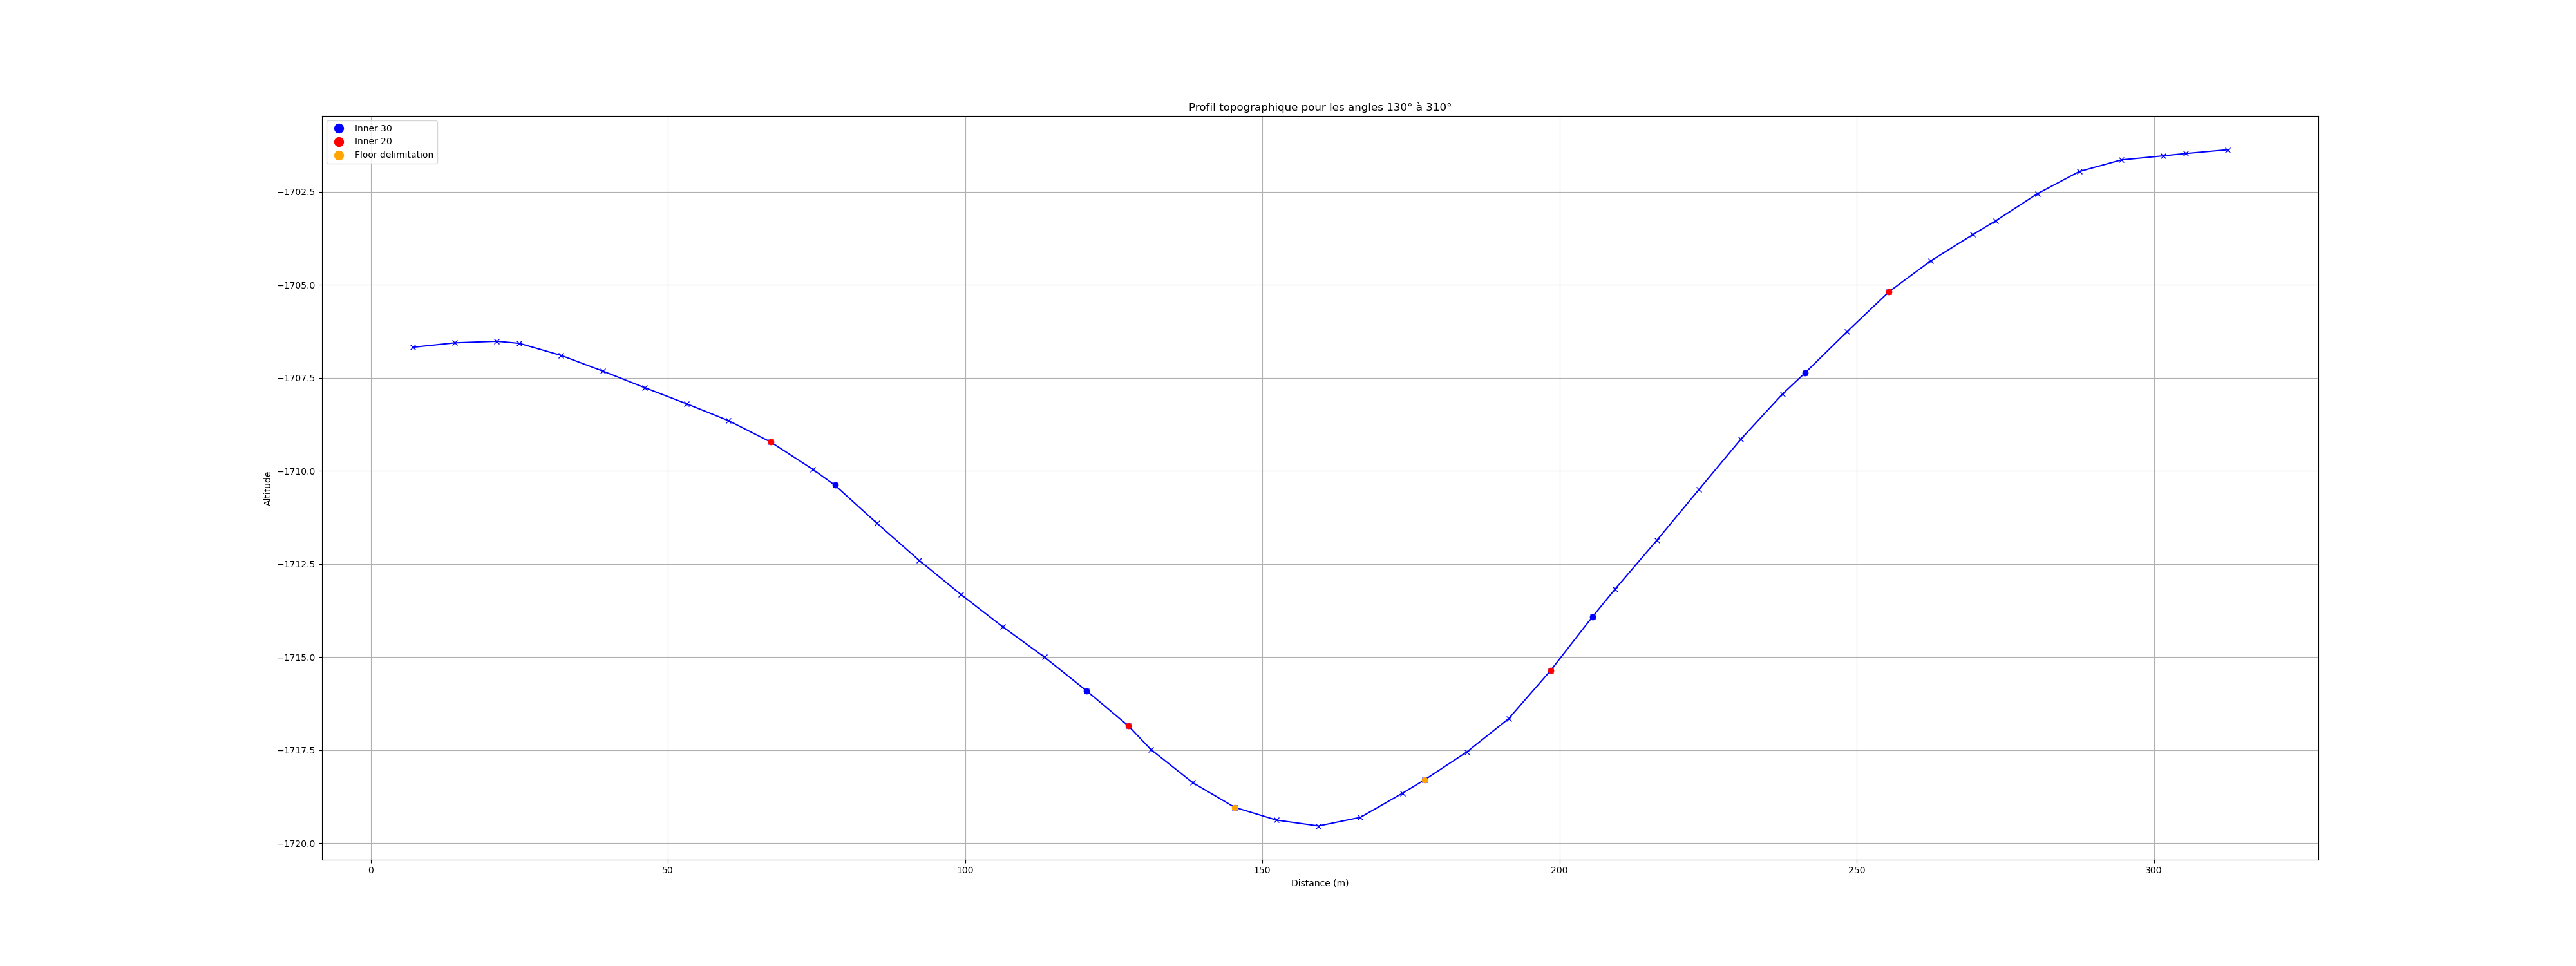 Profil topographique pour les angles 130° à 310°
Inner 30
Inner 20
Floor delimitation
−1702.5
−1705.0
−1707.5
−1710.0
−1712.5
−1715.0
−1717.5
−1720.0
Altitude
0 50 100 150 200 250 300
Distance (m)